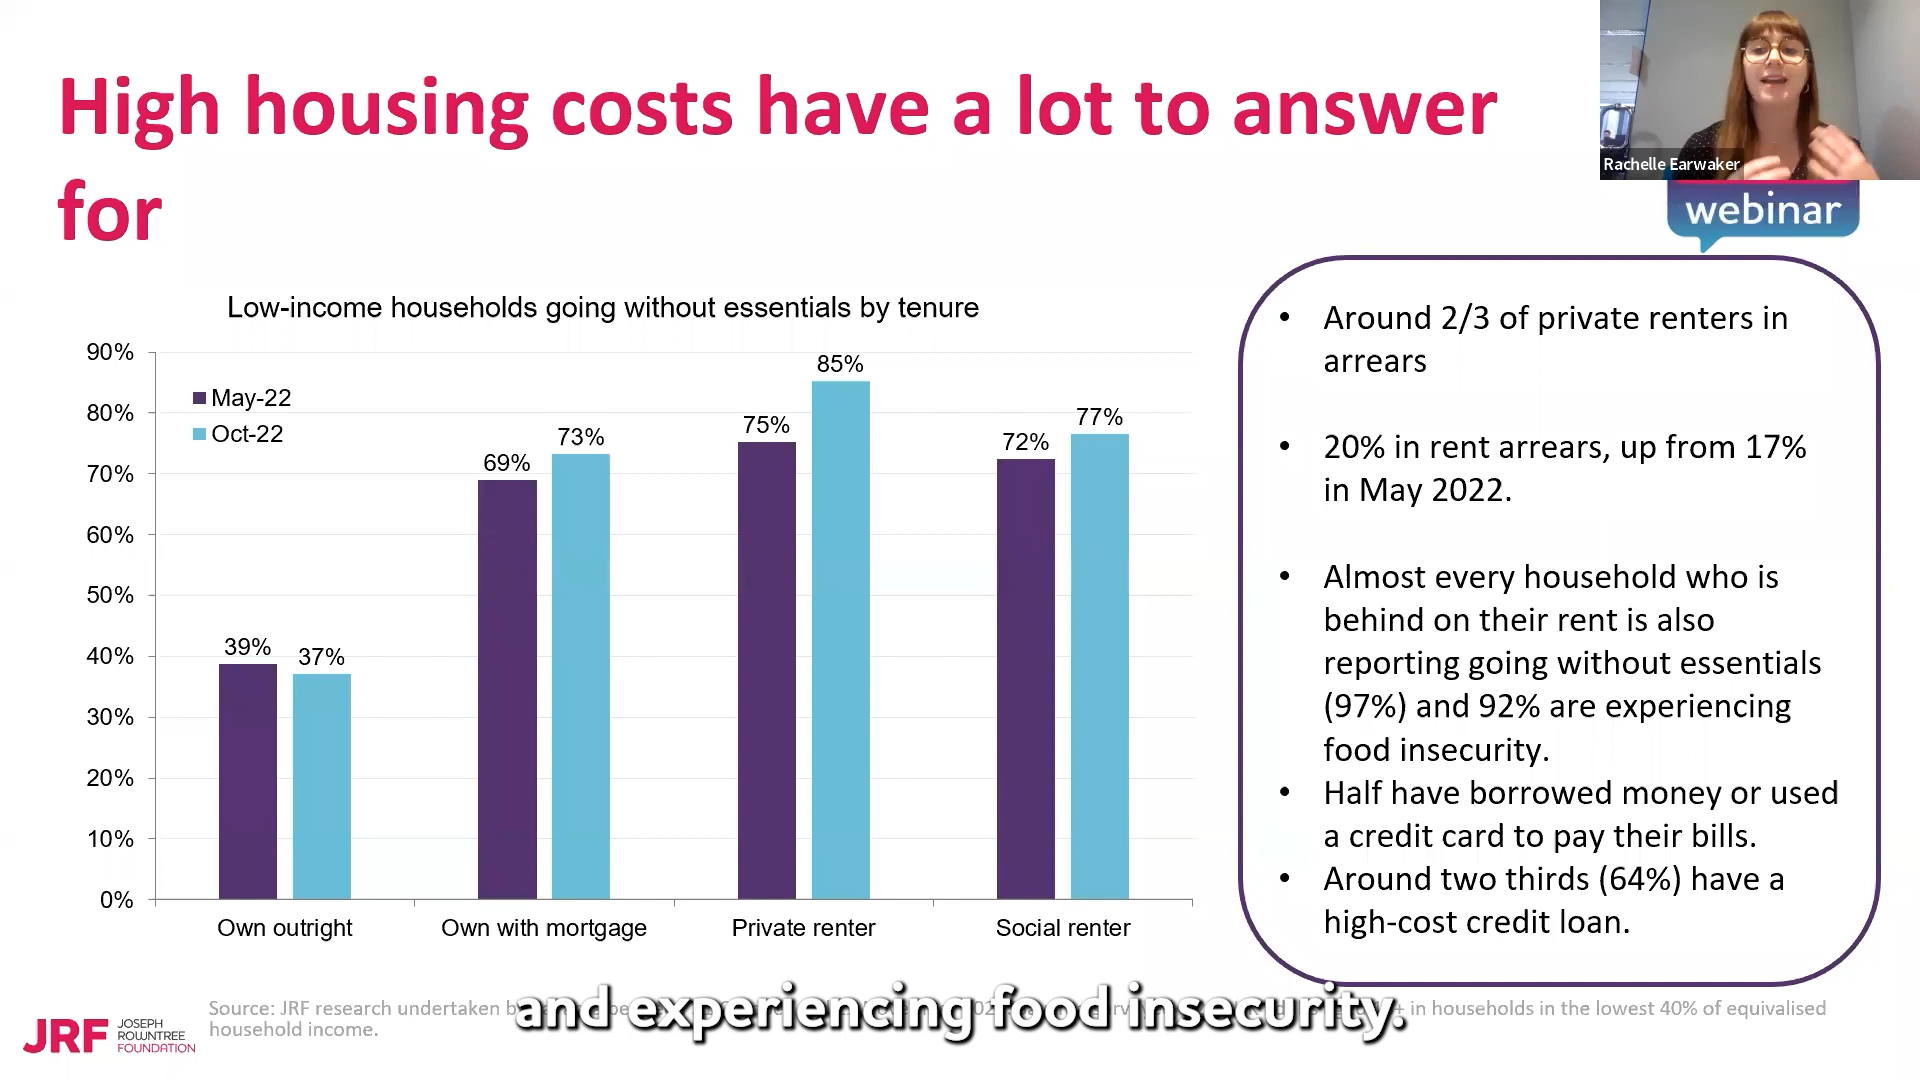 High housing costs have a lot to answer
for
Rachelle Earwaker
webinar
Low-income households going without essentials by tenure
90%
80%
70%
60%
50%
40%
30%
20%
10%
0%
May-22
Oct-22
39%
37%
69%
73%
75%
85%
72%
77%
Own outright
Own with mortgage
Private renter
Social renter
• Around 2/3 of private renters in
arrears
• 20% in rent arrears, up from 17%
in May 2022.
• Almost every household who is
behind on their rent is also
reporting going without essentials
(97%) and 92% are experiencing
food insecurity.
• Half have borrowed money or used
a credit card to pay their bills.
• Around two thirds (64%) have a
high-cost credit loan.
and experiencing food insecurity.
JRF JOSEPH
ROWNTREE
FOUNDATION
Source: JRF research undertaken in households in the lowest 40% of equivalised
household income.